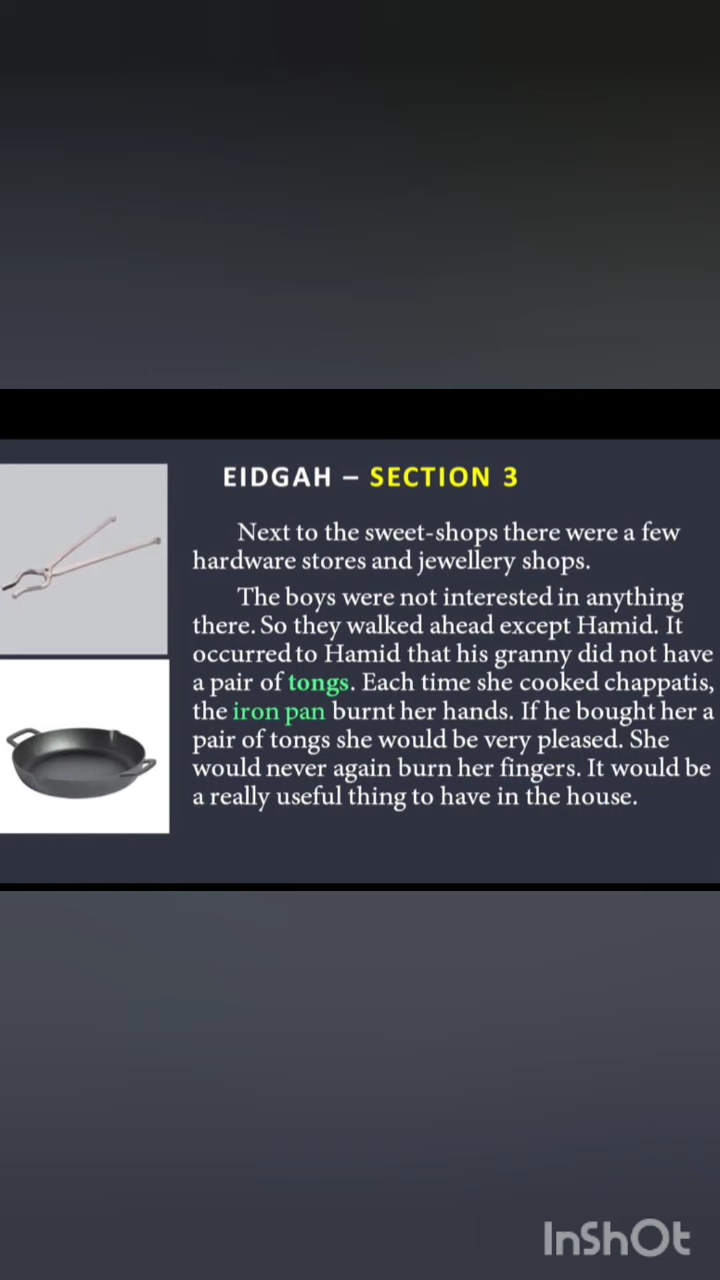 EIDGAH – SECTION 3
Next to the sweet-shops there were a few
hardware stores and jewellery shops.
The boys were not interested in anything
there. So they walked ahead except Hamid. It
occurred to Hamid that his granny did not have
a pair of tongs. Each time she cooked chappatis,
the iron pan burnt her hands. If he bought her a
pair of tongs she would be very pleased. She
would never again burn her fingers. It would be
a really useful thing to have in the house.
InShOt